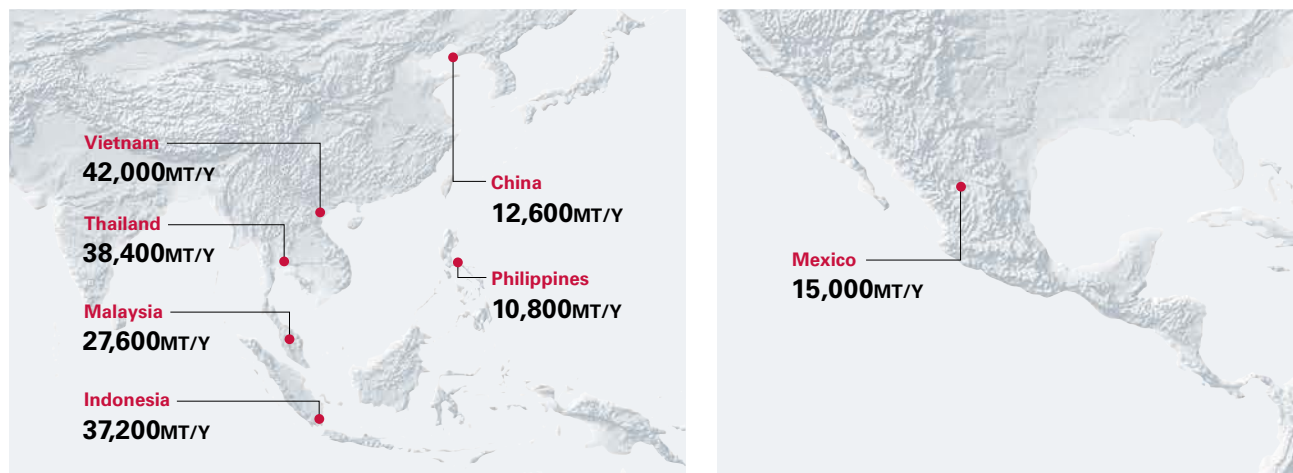 Vietnam
42,000MT/Y
Thailand
38,400MT/Y
Malaysia
27,600MT/Y
Indonesia
37,200MT/Y
China
12,600MT/Y
Philippines
10,800MT/Y
Mexico
15,000MT/Y